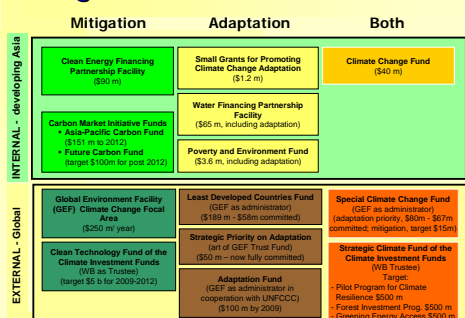 Mitigation
Adaptation
Both
INTERNAL - devdoping Asia
Clean Energy Financing
Partnership Facility
($90 m)
Carbon Market Initiative Funds
• Asia-Pacific Carbon Fund
($151 m to 2012)
• Future Carbon Fund
(target $100m for post 2012)
Small Grants for Promoting
Climate Change Adaptation
($1.2 m)
Water Financing Partnership
Facility
($65 m, including adaptation)
Poverty and Environment Fund
($3.6 m, including adaptation)
Climate Change Fund
($40 m)
EXTERNAL - Global
Global Environment Facility
(GEF) Climate Change Focal
Area
($250 m/ year)
Clean Technology Fund of the
Climate Investment Funds
(WB as Trustee)
(target $5 b for 2009-2012)
Least Developed Countries Fund
(GEF as administrator)
($189 m - $58m committed)
Strategic Priority on Adaptation
(art of GEF Trust Fund)
($50 m – now fully committed)
Adaptation Fund
(GEF as administrator in
cooperation with UNFCCC)
($100 m by 2009)
Special Climate Change Fund
(GEF as administrator)
(adaptation priority, $80m - $67m
committed; mitigation, target $15m)
Strategic Climate Fund of the
Climate Investment Funds
(WB Trustee)
Target:
- Pilot Program for Climate
Resilience $500 m
- Forest Investment Prog. $500 m
- Greening Energy Access $500 m